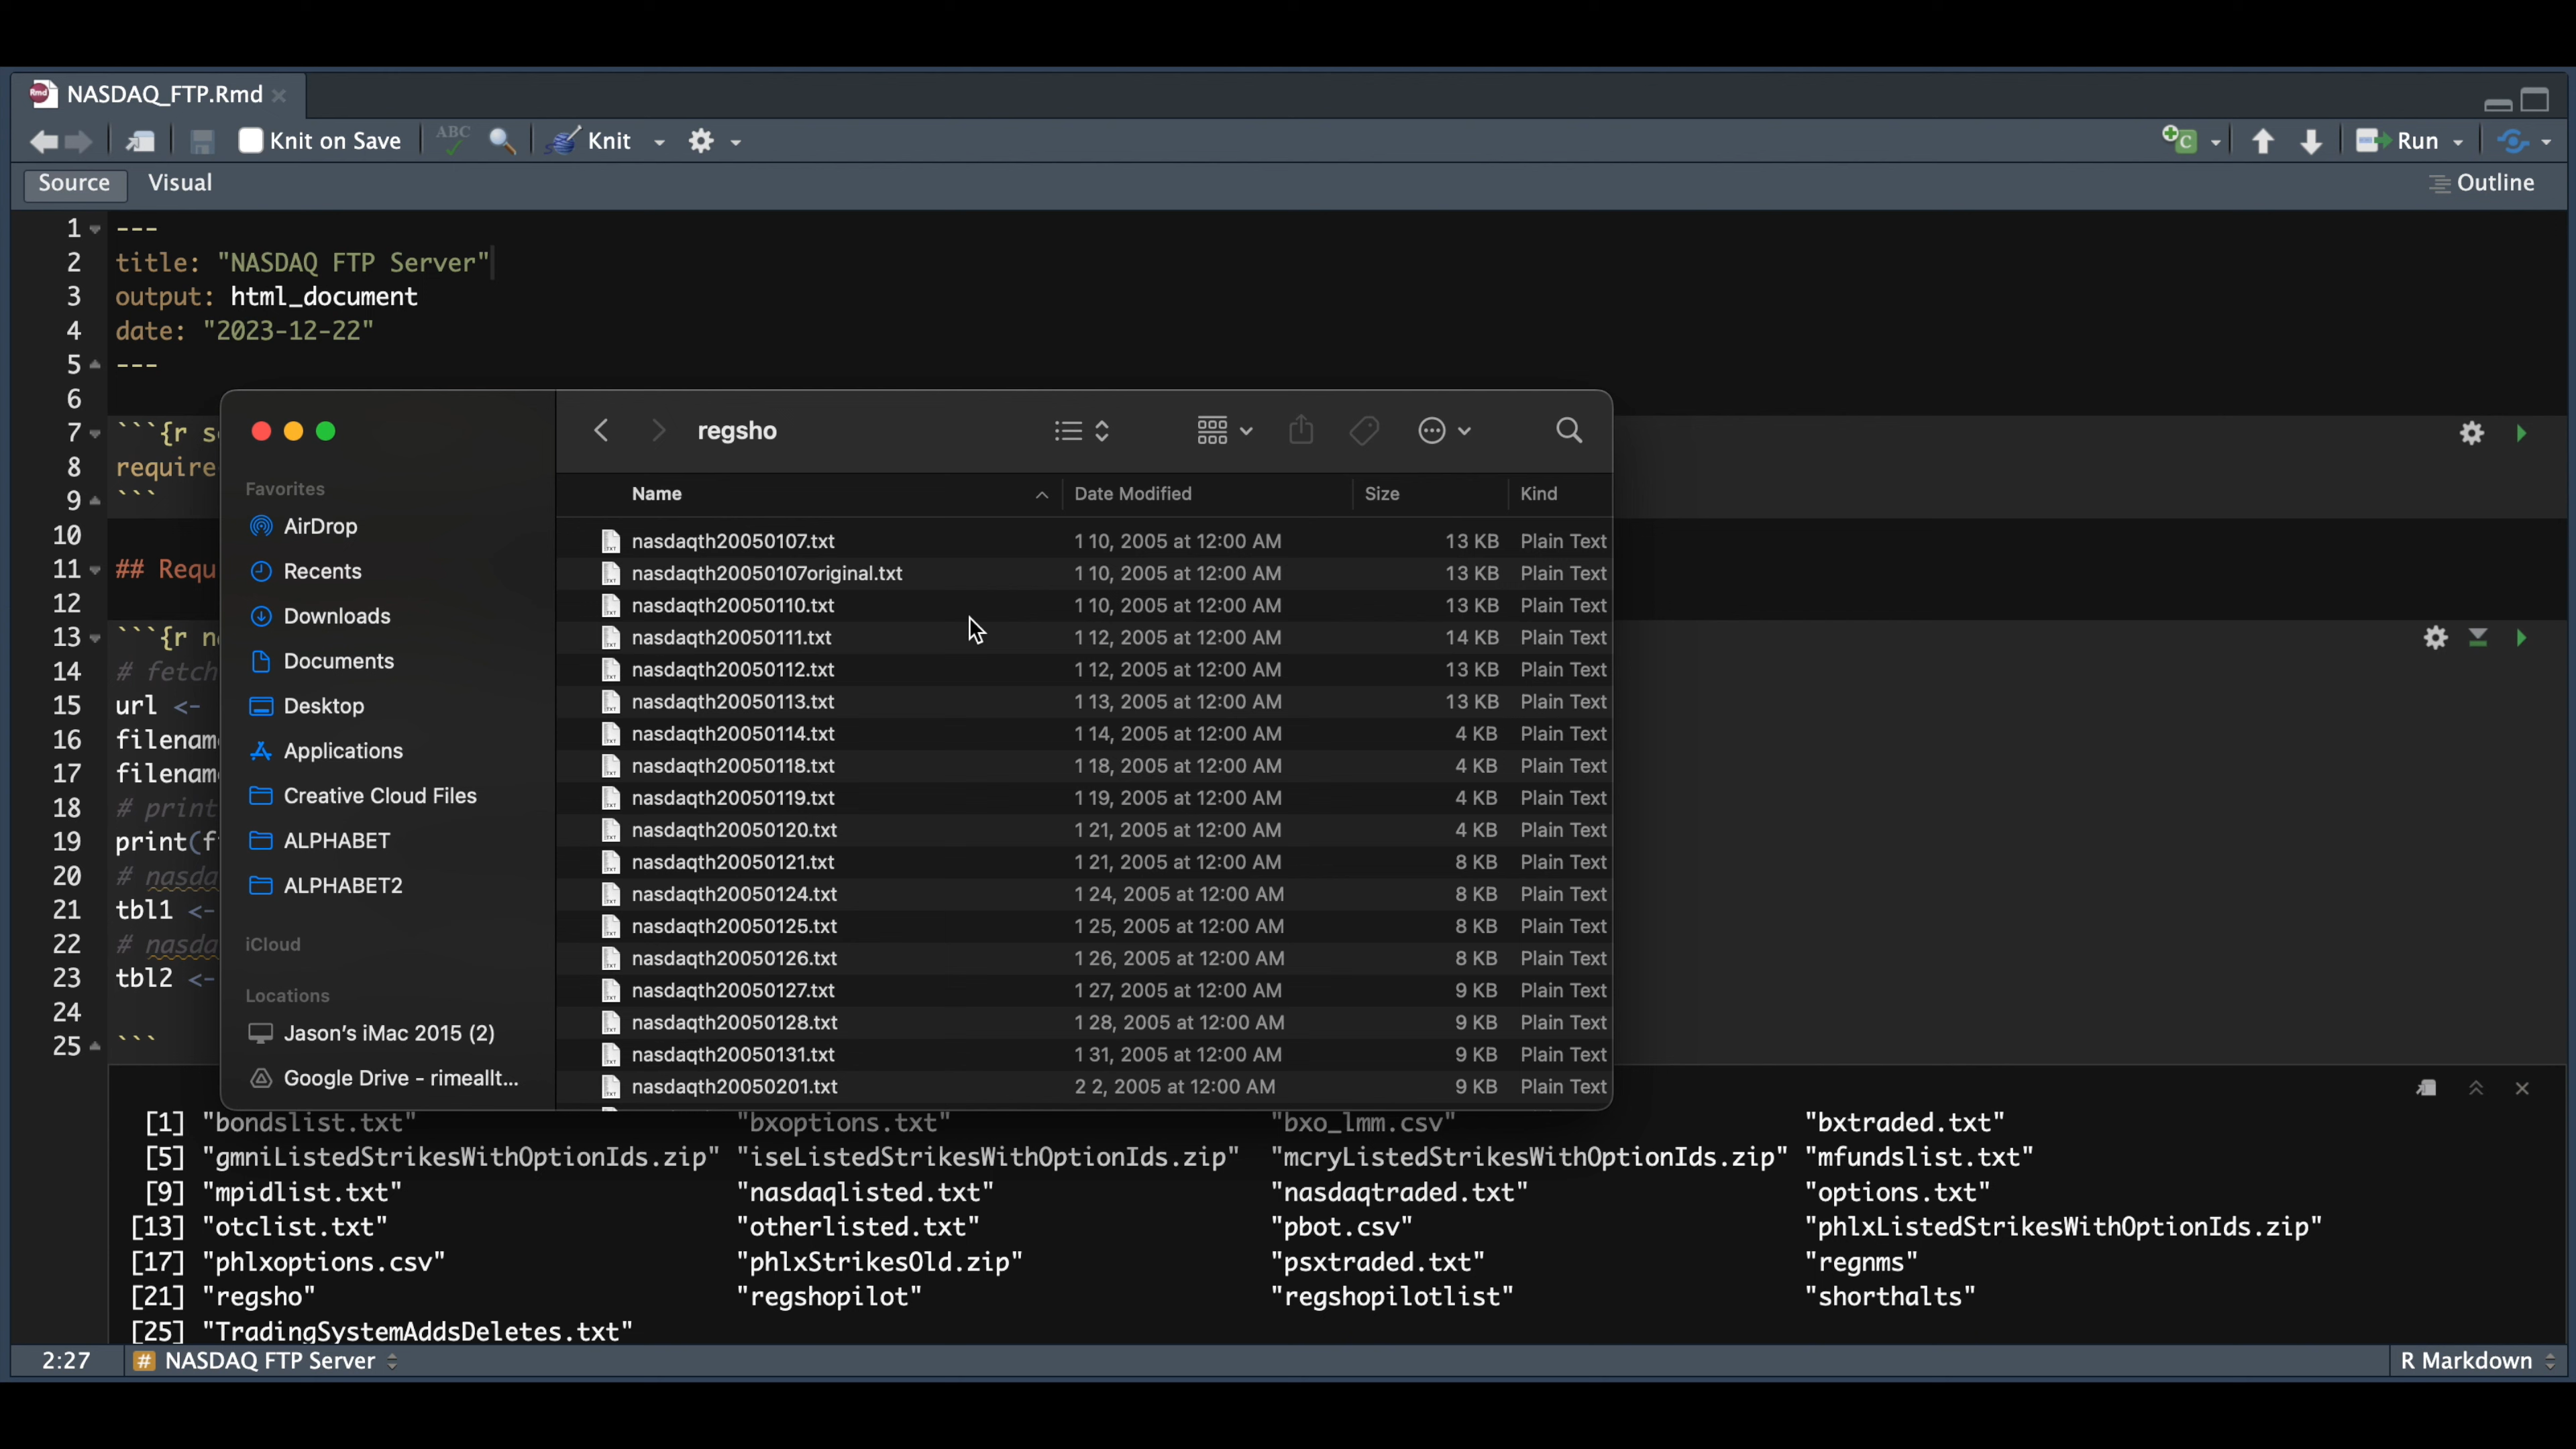 NASDAQ_FTP.Rmd
Knit on Save ABC Knit Run
Source Visual Outline
1 ---
2 title: "NASDAQ FTP Server"
3 output: html_document
4 date: "2023-12-22"
5 ---
6
7 ```{r s
8 require
9 ```
10
11 ## Requ
12
13 ```{r n
14 # fetch
15 url <-
16 filenam
17 filenam
18 # print
19 print(f
20 # nasda
21 tbl1 <-
22 # nasda
23 tbl2 <-
24
25 ```
regsho
Favorites
AirDrop
Recents
Downloads
Documents
Desktop
Applications
Creative Cloud Files
ALPHABET
ALPHABET2
iCloud
Locations
Jason's iMac 2015 (2)
Google Drive - rimeallt...
Name Date Modified Size Kind
nasdaqth20050107.txt 1 10, 2005 at 12:00 AM 13 KB Plain Text
nasdaqth20050107original.txt 1 10, 2005 at 12:00 AM 13 KB Plain Text
nasdaqth20050110.txt 1 10, 2005 at 12:00 AM 13 KB Plain Text
nasdaqth20050111.txt 1 12, 2005 at 12:00 AM 14 KB Plain Text
nasdaqth20050112.txt 1 12, 2005 at 12:00 AM 13 KB Plain Text
nasdaqth20050113.txt 1 13, 2005 at 12:00 AM 13 KB Plain Text
nasdaqth20050114.txt 1 14, 2005 at 12:00 AM 4 KB Plain Text
nasdaqth20050118.txt 1 18, 2005 at 12:00 AM 4 KB Plain Text
nasdaqth20050119.txt 1 19, 2005 at 12:00 AM 4 KB Plain Text
nasdaqth20050120.txt 1 21, 2005 at 12:00 AM 4 KB Plain Text
nasdaqth20050121.txt 1 21, 2005 at 12:00 AM 8 KB Plain Text
nasdaqth20050124.txt 1 24, 2005 at 12:00 AM 8 KB Plain Text
nasdaqth20050125.txt 1 25, 2005 at 12:00 AM 8 KB Plain Text
nasdaqth20050126.txt 1 26, 2005 at 12:00 AM 8 KB Plain Text
nasdaqth20050127.txt 1 27, 2005 at 12:00 AM 9 KB Plain Text
nasdaqth20050128.txt 1 28, 2005 at 12:00 AM 9 KB Plain Text
nasdaqth20050131.txt 1 31, 2005 at 12:00 AM 9 KB Plain Text
nasdaqth20050201.txt 2 2, 2005 at 12:00 AM 9 KB Plain Text
[1] "bondslist.txt" "bxoptions.txt" "bxo_lmm.csv" "bxtraded.txt"
[5] "gmniListedStrikesWithOptionIds.zip" "iseListedStrikesWithOptionIds.zip" "mcryListedStrikesWithOptionIds.zip" "mfundslist.txt"
[9] "mpidlist.txt" "nasdaqlisted.txt" "nasdaqtraded.txt" "options.txt"
[13] "otclist.txt" "otherlisted.txt" "pbot.csv" "phlxListedStrikesWithOptionIds.zip"
[17] "phlxoptions.csv" "phlxStrikesOld.zip" "psxtraded.txt" "regnms"
[21] "regsho" "regshopilot" "regshopilotlist" "shorthalts"
[25] "TradingSystemAddsDeletes.txt"
2:27 # NASDAQ FTP Server R Markdown